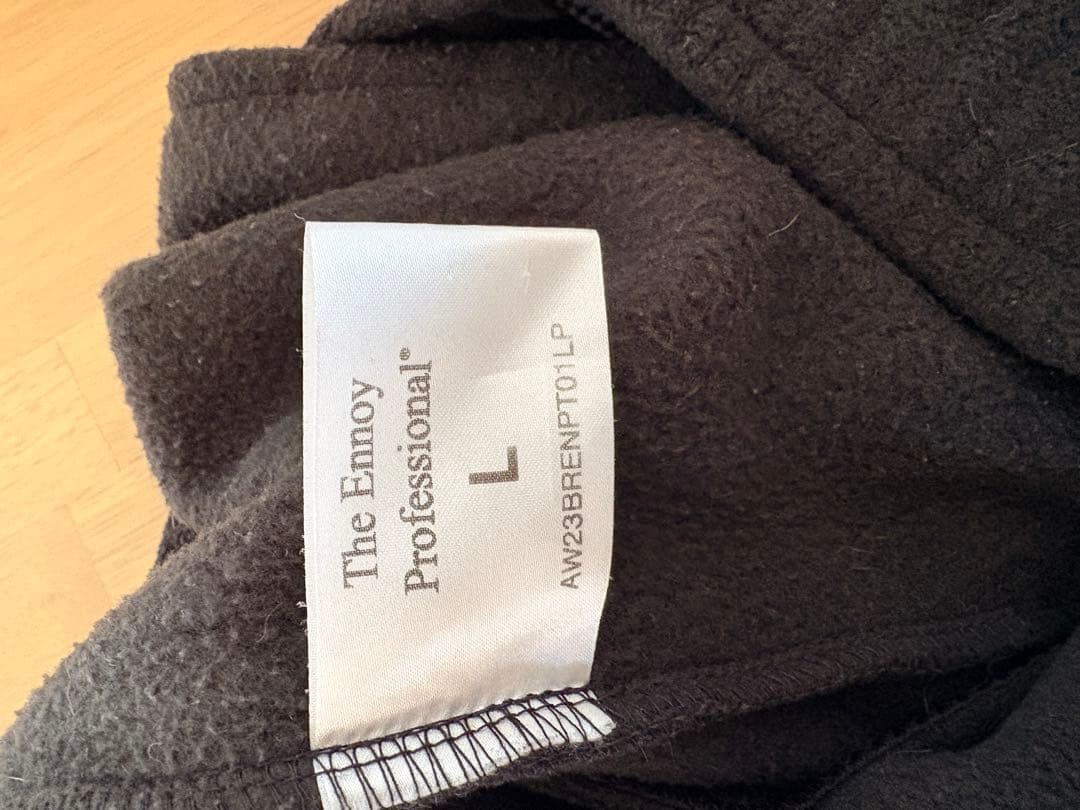 The Ennoy
Professional®
L
AW23BRENPT01LP